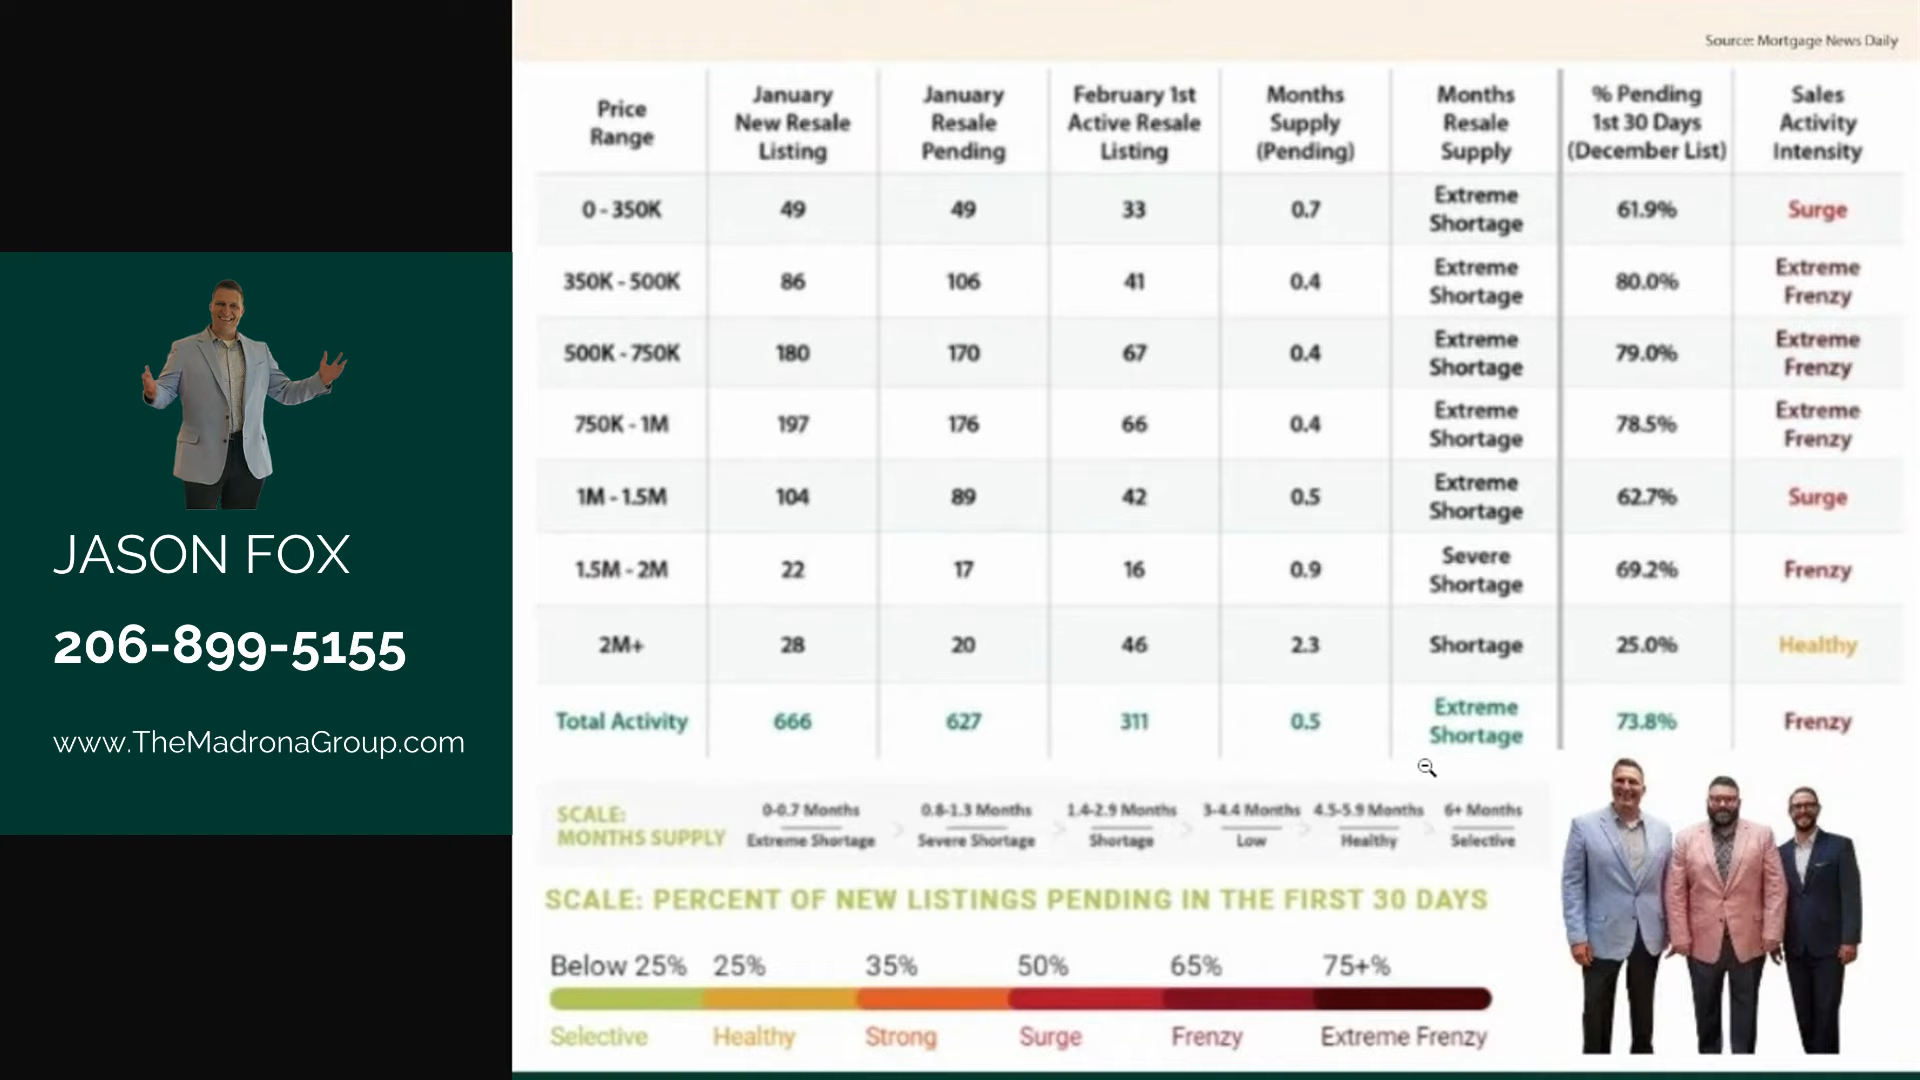 JASON FOX
206-899-5155
www.TheMadronaGroup.com
Source: Mortgage News Daily
Price Range | January New Resale Listing | January Resale Pending | February 1st Active Resale Listing | Months Supply (Pending) | Months Resale Supply | % Pending 1st 30 Days (December List) | Sales Activity Intensity
0 - 350K | 49 | 49 | 33 | 0.7 | Extreme Shortage | 61.9% | Surge
350K - 500K | 86 | 106 | 41 | 0.4 | Extreme Shortage | 80.0% | Extreme Frenzy
500K - 750K | 180 | 170 | 67 | 0.4 | Extreme Shortage | 79.0% | Extreme Frenzy
750K - 1M | 197 | 176 | 66 | 0.4 | Extreme Shortage | 78.5% | Extreme Frenzy
1M - 1.5M | 104 | 89 | 42 | 0.5 | Extreme Shortage | 62.7% | Surge
1.5M - 2M | 22 | 17 | 16 | 0.9 | Severe Shortage | 69.2% | Frenzy
2M+ | 28 | 20 | 46 | 2.3 | Shortage | 25.0% | Healthy
Total Activity | 666 | 627 | 311 | 0.5 | Extreme Shortage | 73.8% | Frenzy
SCALE:
MONTHS SUPPLY
0-0.7 Months 0.8-1.3 Months 1.4-2.9 Months 3-4.4 Months 4.5-5.9 Months 6+ Months
Extreme Shortage Severe Shortage Shortage Low Healthy Selective
SCALE: PERCENT OF NEW LISTINGS PENDING IN THE FIRST 30 DAYS
Below 25% 25% 35% 50% 65% 75+%
Selective Healthy Strong Surge Frenzy Extreme Frenzy